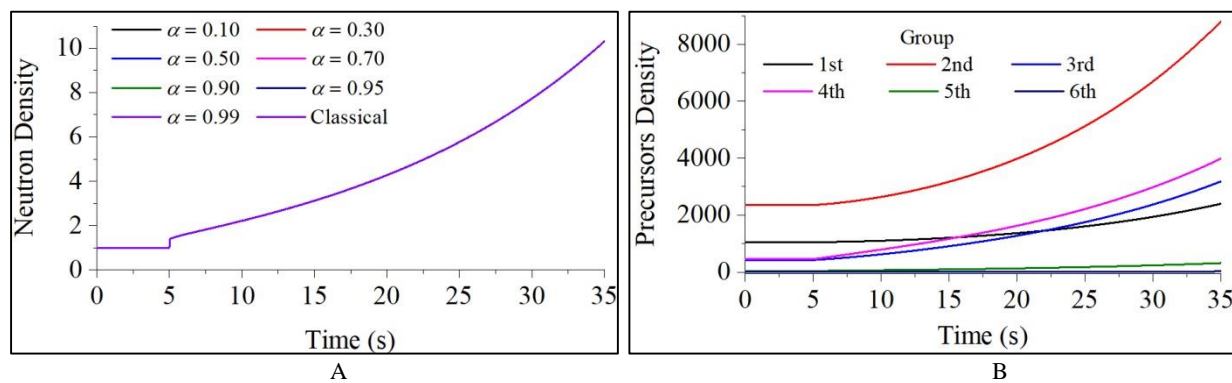 α = 0.10 α = 0.30
α = 0.50 α = 0.70
α = 0.90 α = 0.95
α = 0.99 Classical
Neutron Density
10
8
6
4
2
0
0 5 10 15 20 25 30 35
Time (s)
A
Group
1st 2nd 3rd
4th 5th 6th
Precursors Density
8000
6000
4000
2000
0
0 5 10 15 20 25 30 35
Time (s)
B